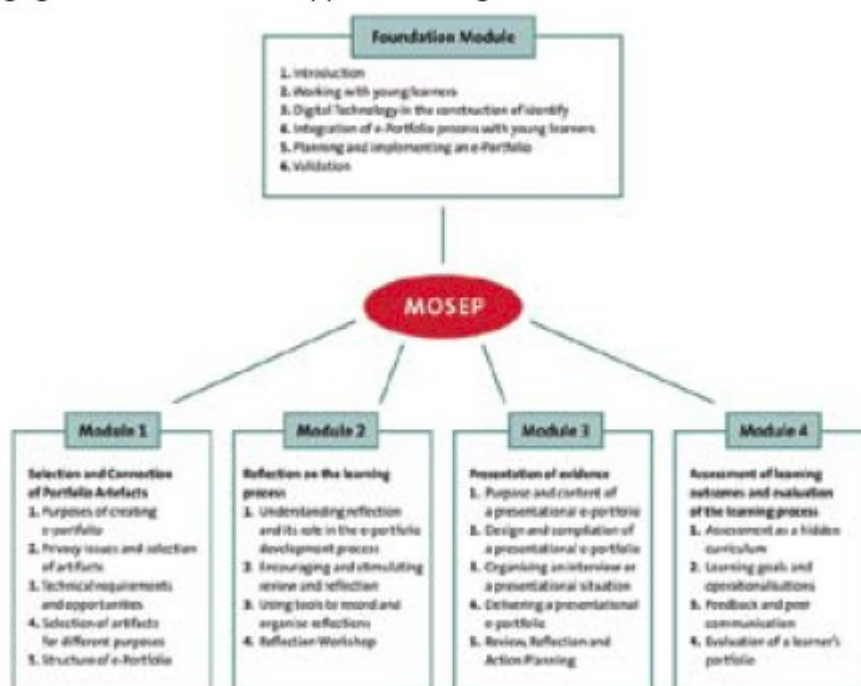 Foundation Module
1. Introduction
2. Working with young learners
3. Digital Technology in the construction of identify
4. Integration of e-Portfolio process with young learners
5. Planning and implementing an e-Portfolio
6. Validation
MOSEP
Module 1
Selection and Connection
of Portfolio Artefacts
1. Purposes of creating
e-portfolio
2. Privacy issues and selection
of artifacts
3. Technical requirements
and opportunities
4. Selection of artifacts
for different purposes
5. Structure of e-Portfolio
Module 2
Reflection on the learning
process
1. Understanding reflection
and its role in the e-portfolio
development process
2. Encouraging and stimulating
review and reflection
3. Using tools to record and
organise reflections
4. Reflection Workshop
Module 3
Presentation of evidence
1. Purpose and content of
a presentational e-portfolio
2. Design and compilation of
a presentational e-portfolio
3. Organising an interview or
a presentational situation
4. Delivering a presentational
e-portfolio
5. Review, Reflection and
Action Planning
Module 4
Assessment of learning
outcomes and evaluation
of the learning process
1. Assessment as a hidden
curriculum
2. Learning goals and
operationalisations
3. Feedback and peer
communication
4. Evaluation of a learner's
portfolio